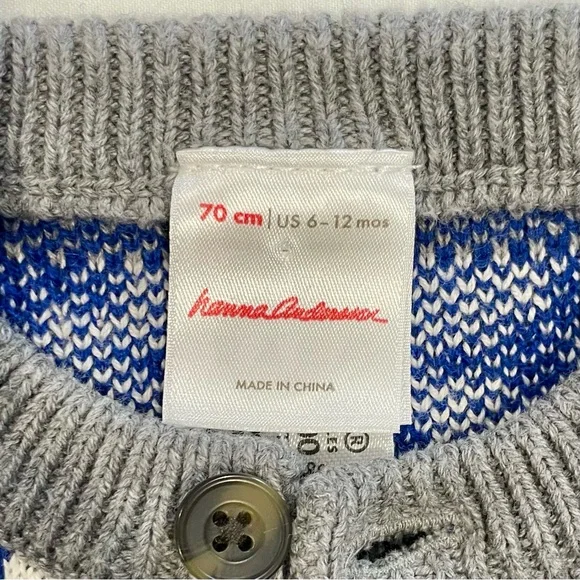 70 cm | US 6-12 mos
hanna andersson
MADE IN CHINA